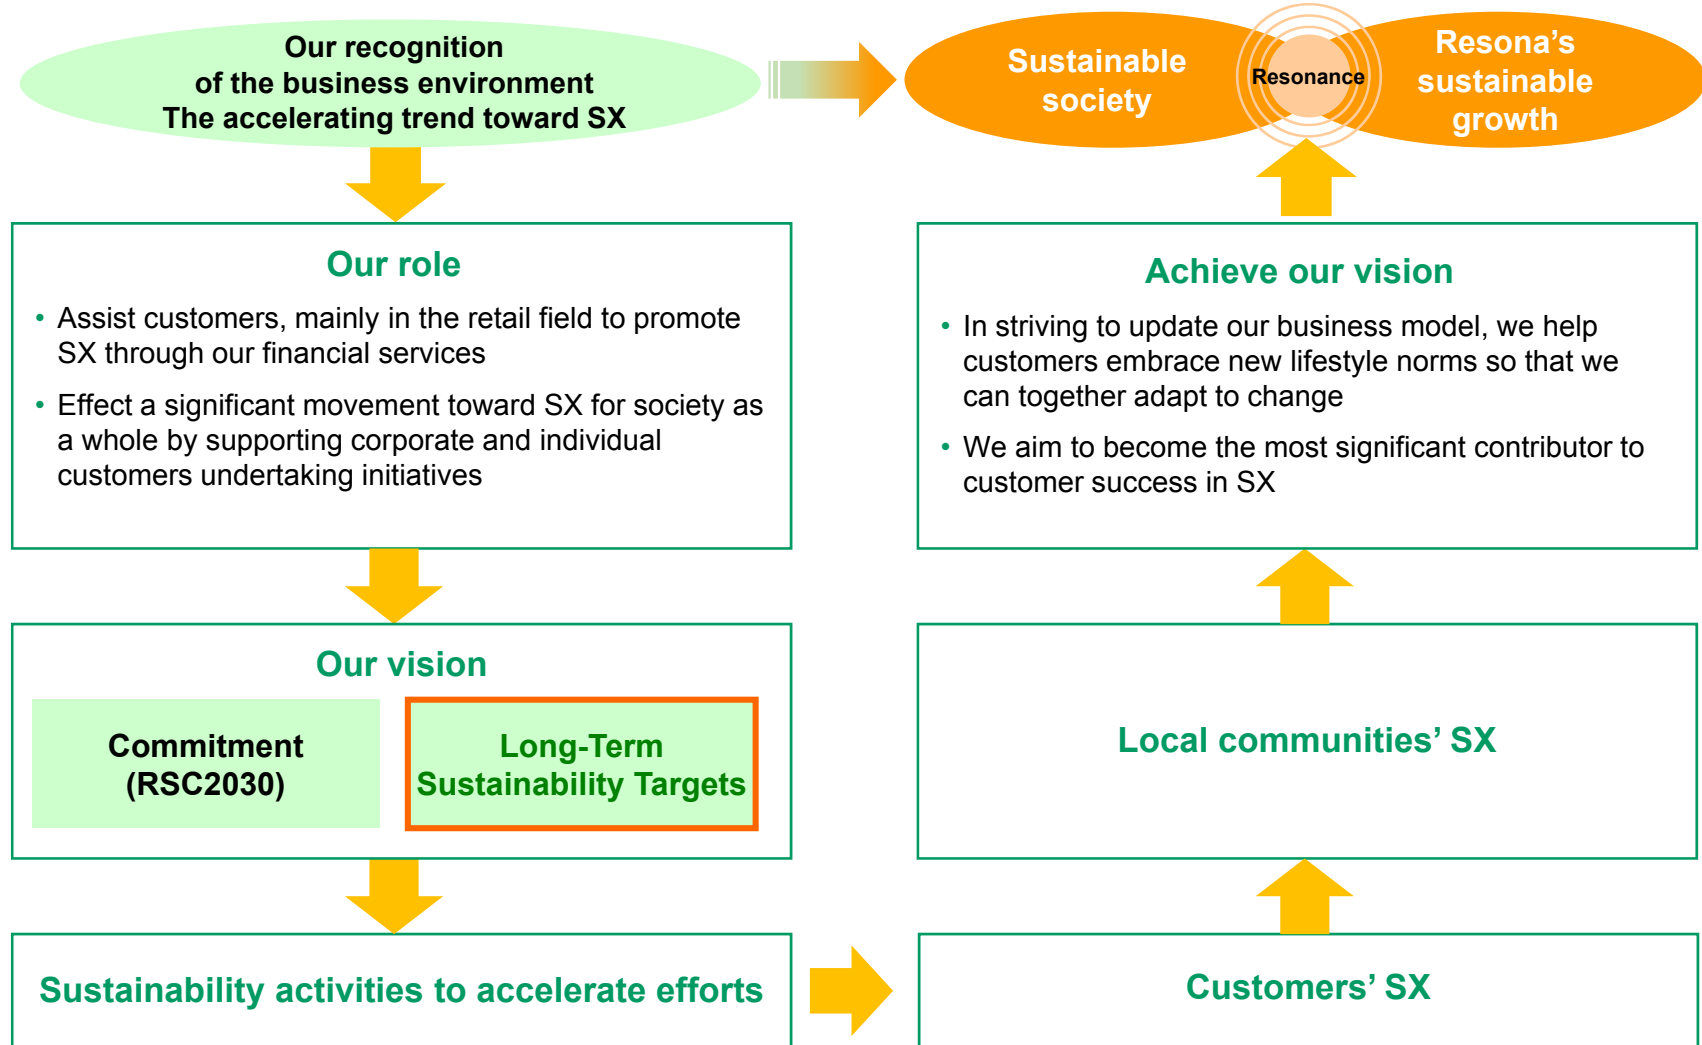 Our recognition
of the business environment
The accelerating trend toward SX
Sustainable
society
Resonance
Resona’s
sustainable
growth
Our role
• Assist customers, mainly in the retail field to promote
SX through our financial services
• Effect a significant movement toward SX for society as
a whole by supporting corporate and individual
customers undertaking initiatives
Our vision
Commitment
(RSC2030)
Long-Term
Sustainability Targets
Sustainability activities to accelerate efforts
Achieve our vision
• In striving to update our business model, we help
customers embrace new lifestyle norms so that we
can together adapt to change
• We aim to become the most significant contributor to
customer success in SX
Local communities’ SX
Customers’ SX